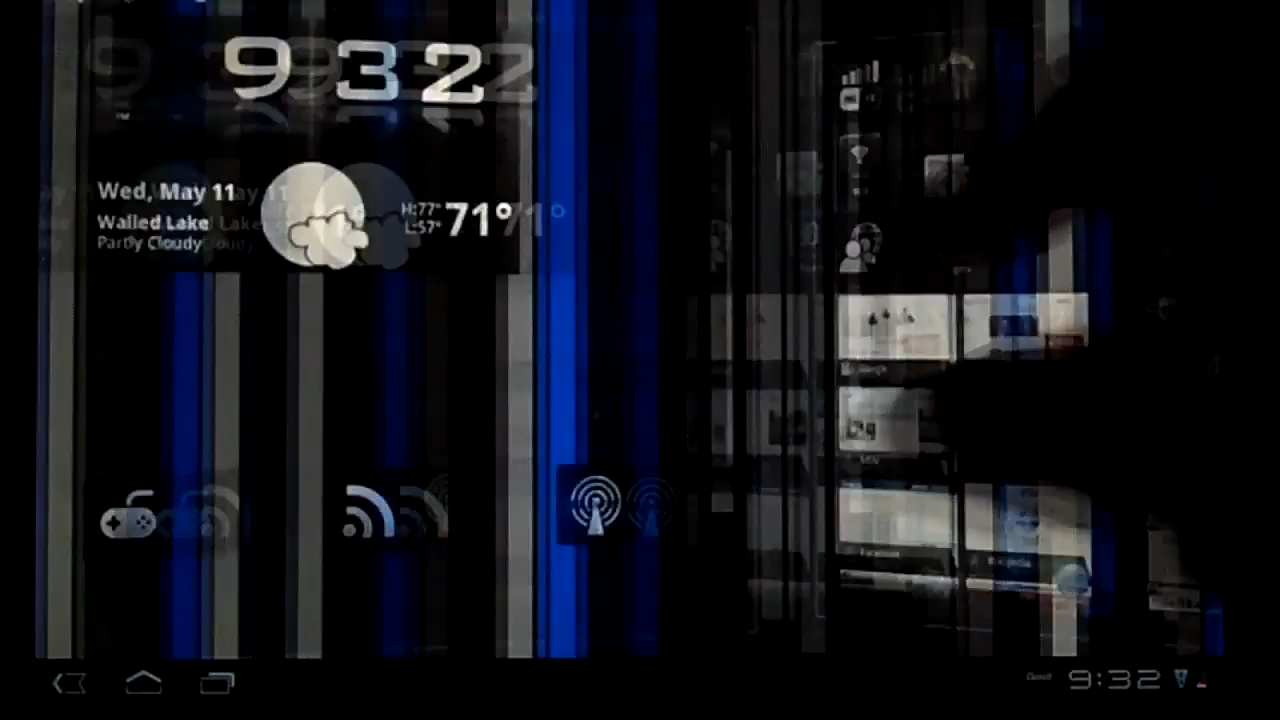 9 32
Wed, May 11
H:77°
71°
L:57°
Walled Lake
Partly Cloudy
9:32